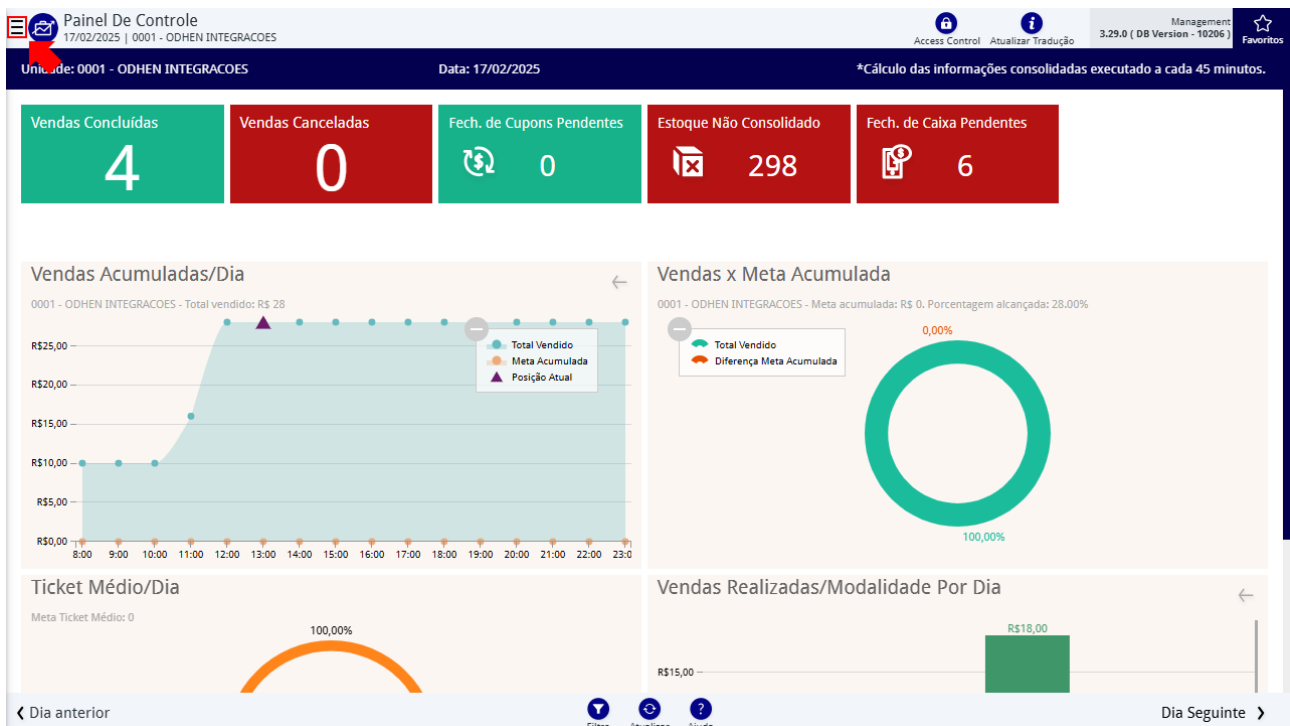 Painel De Controle
17/02/2025 | 0001 - ODHEN INTEGRACOES
Access Control
Atualizar Tradução
Management
3.29.0 ( DB Version - 10206 )
Favoritos
Unidade: 0001 - ODHEN INTEGRACOES
Data: 17/02/2025
*Cálculo das informações consolidadas executado a cada 45 minutos.
Vendas Concluídas
4
Vendas Canceladas
0
Fech. de Cupons Pendentes
0
Estoque Não Consolidado
298
Fech. de Caixa Pendentes
6
Vendas Acumuladas/Dia
0001 - ODHEN INTEGRACOES - Total vendido: R$ 28
R$25,00
R$20,00
R$15,00
R$10,00
R$5,00
R$0,00
8:00 9:00 10:00 11:00 12:00 13:00 14:00 15:00 16:00 17:00 18:00 19:00 20:00 21:00 22:00 23:0
Total Vendido
Meta Acumulada
Posição Atual
Vendas x Meta Acumulada
0001 - ODHEN INTEGRACOES - Meta acumulada: R$ 0. Porcentagem alcançada: 28.00%
Total Vendido
Diferença Meta Acumulada
0,00%
100,00%
Ticket Médio/Dia
Meta Ticket Médio: 0
100,00%
Vendas Realizadas/Modalidade Por Dia
R$18,00
R$15,00
Dia anterior
Filtro
Atualizar
Ajuda
Dia Seguinte